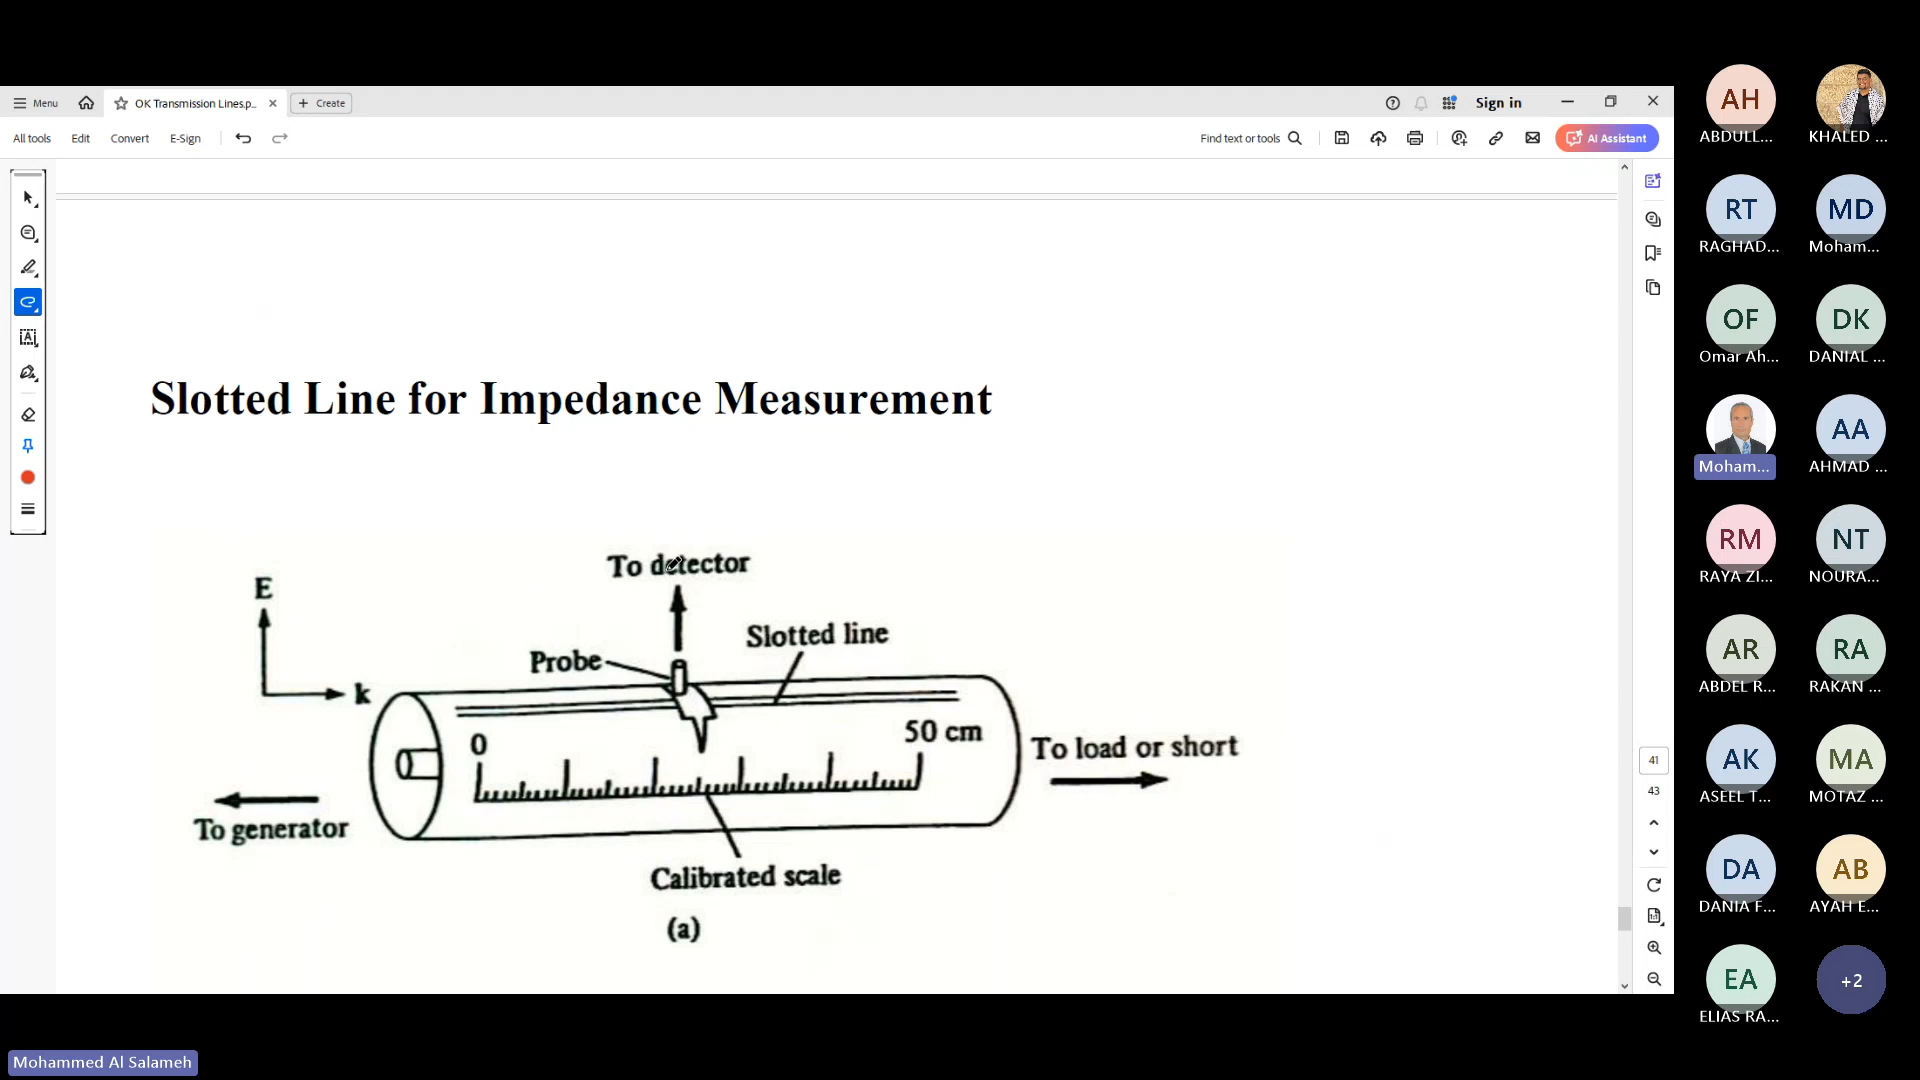 Menu
OK Transmission Lines.p...
Create
Sign in
All tools
Edit
Convert
E-Sign
Find text or tools
AI Assistant
Slotted Line for Impedance Measurement
To detector
E
k
Probe
Slotted line
0
50 cm
To load or short
To generator
Calibrated scale
(a)
41
43
AH
ABDULL...
KHALED ...
RT
RAGHAD...
MD
Moham...
OF
Omar Ah...
DK
DANIAL ...
Moham...
AA
AHMAD ...
RM
RAYA ZI...
NT
NOURA...
AR
ABDEL R...
RA
RAKAN ...
AK
ASEEL T...
MA
MOTAZ ...
DA
DANIA F...
AB
AYAH E...
EA
ELIAS RA...
+2
Mohammed Al Salameh